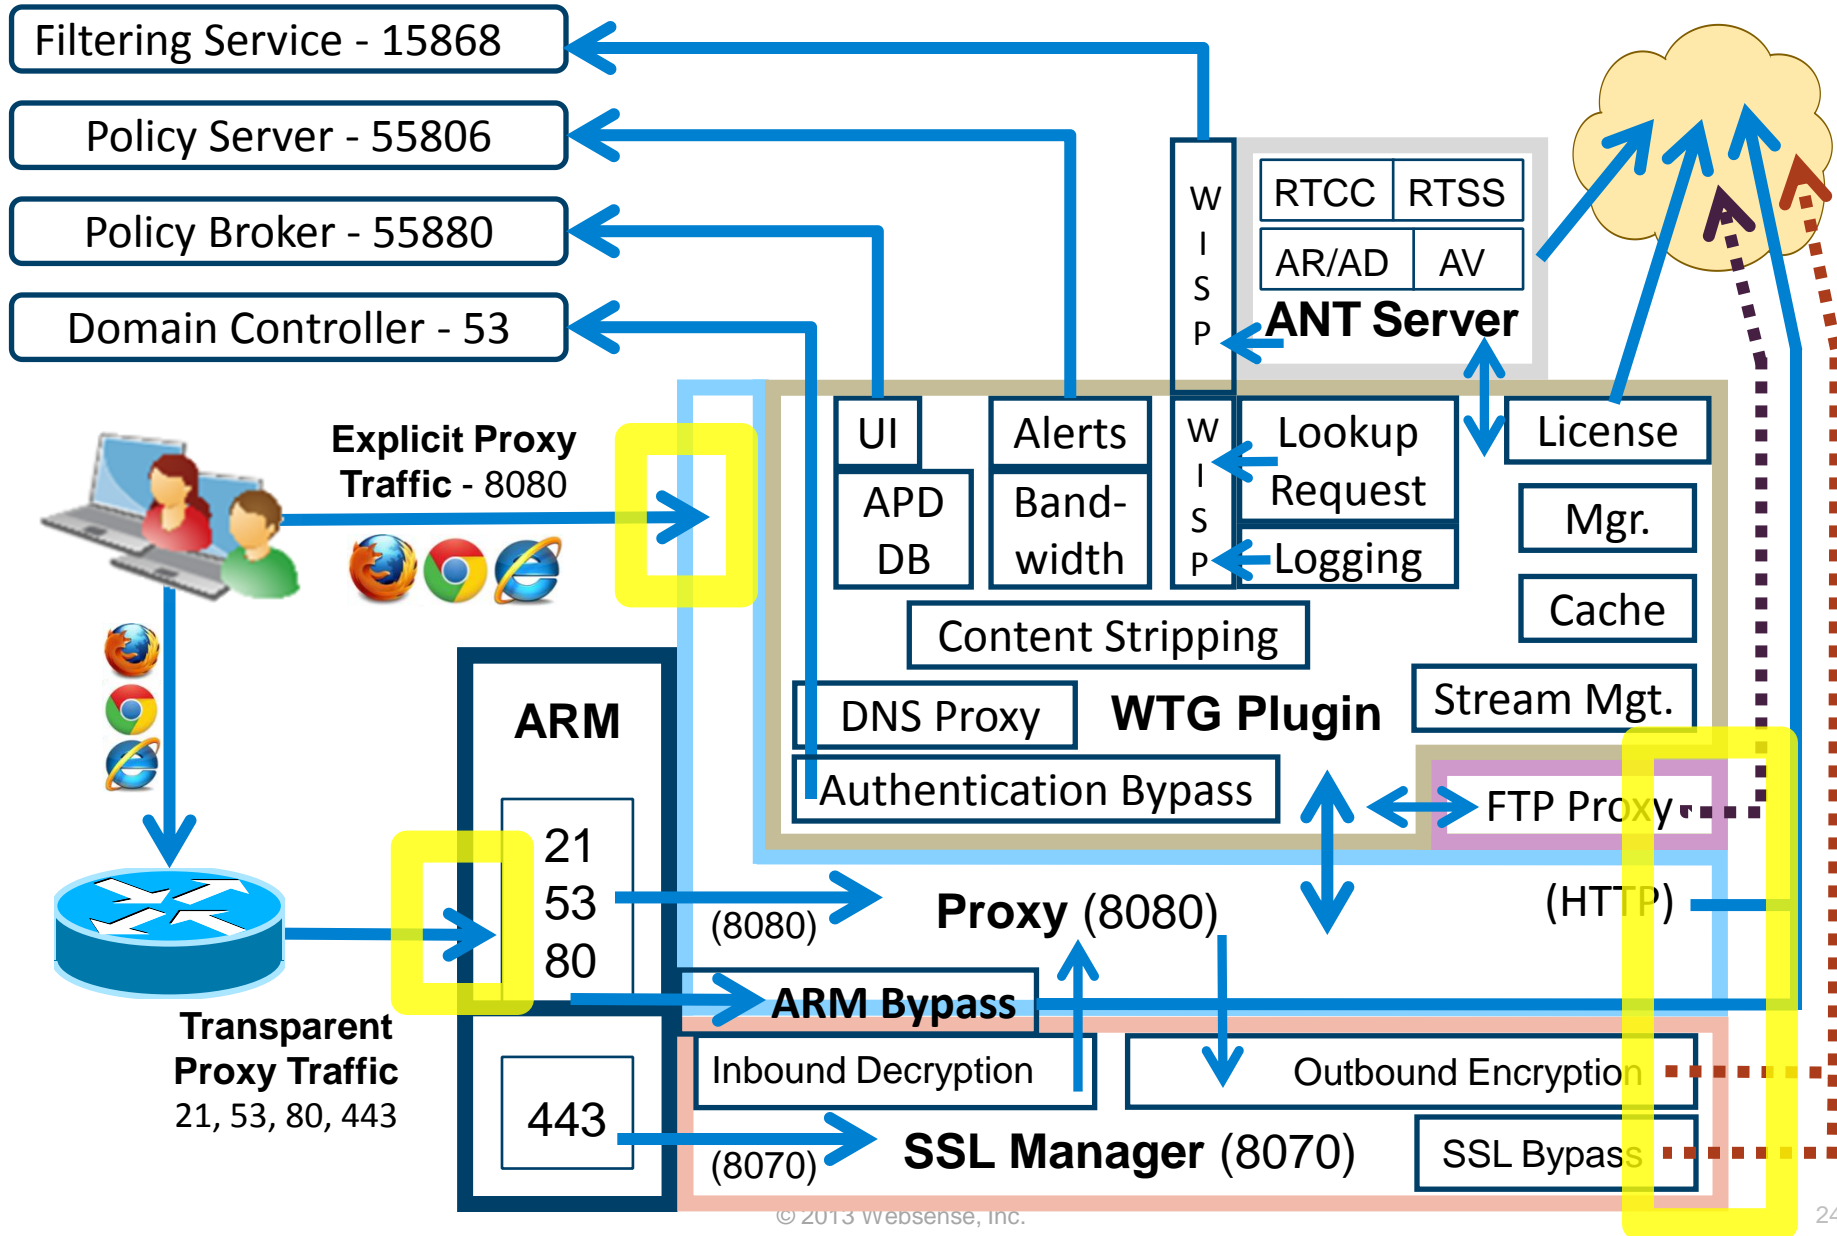 Filtering Service - 15868
Policy Server - 55806
Policy Broker - 55880
Domain Controller - 53
W
I
S
P
RTCC
RTSS
AR/AD
AV
ANT Server
Explicit Proxy
Traffic - 8080
UI
APD
DB
Alerts
Band-
width
W
I
S
P
Lookup
Request
Logging
License
Mgr.
Cache
Content Stripping
Stream Mgt.
DNS Proxy
WTG Plugin
Authentication Bypass
FTP Proxy
ARM
21
53
80
(8080)
Proxy (8080)
(HTTP)
ARM Bypass
Transparent
Proxy Traffic
21, 53, 80, 443
Inbound Decryption
Outbound Encryption
443
(8070)
SSL Manager (8070)
SSL Bypass
© 2013 Websense, Inc.
24